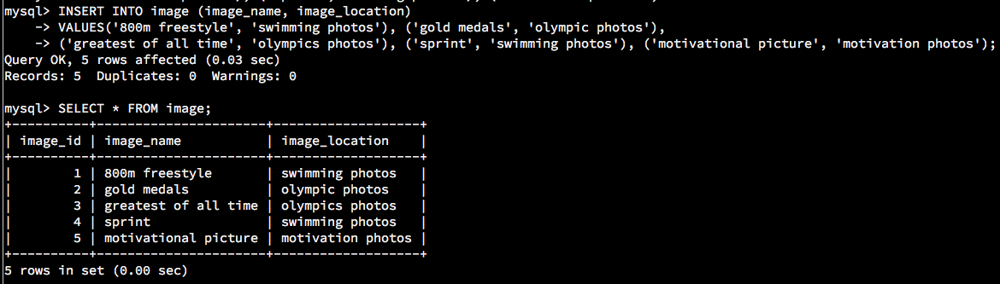 mysql> INSERT INTO image (image_name, image_location)
    -> VALUES('800m freestyle', 'swimming photos'), ('gold medals', 'olympic photos'),
    -> ('greatest of all time', 'olympics photos'), ('sprint', 'swimming photos'), ('motivational picture', 'motivation photos');
Query OK, 5 rows affected (0.03 sec)
Records: 5  Duplicates: 0  Warnings: 0

mysql> SELECT * FROM image;
+----------+----------------------+-------------------+
| image_id | image_name           | image_location    |
+----------+----------------------+-------------------+
|        1 | 800m freestyle       | swimming photos   |
|        2 | gold medals          | olympic photos    |
|        3 | greatest of all time | olympics photos   |
|        4 | sprint               | swimming photos   |
|        5 | motivational picture | motivation photos |
+----------+----------------------+-------------------+
5 rows in set (0.00 sec)